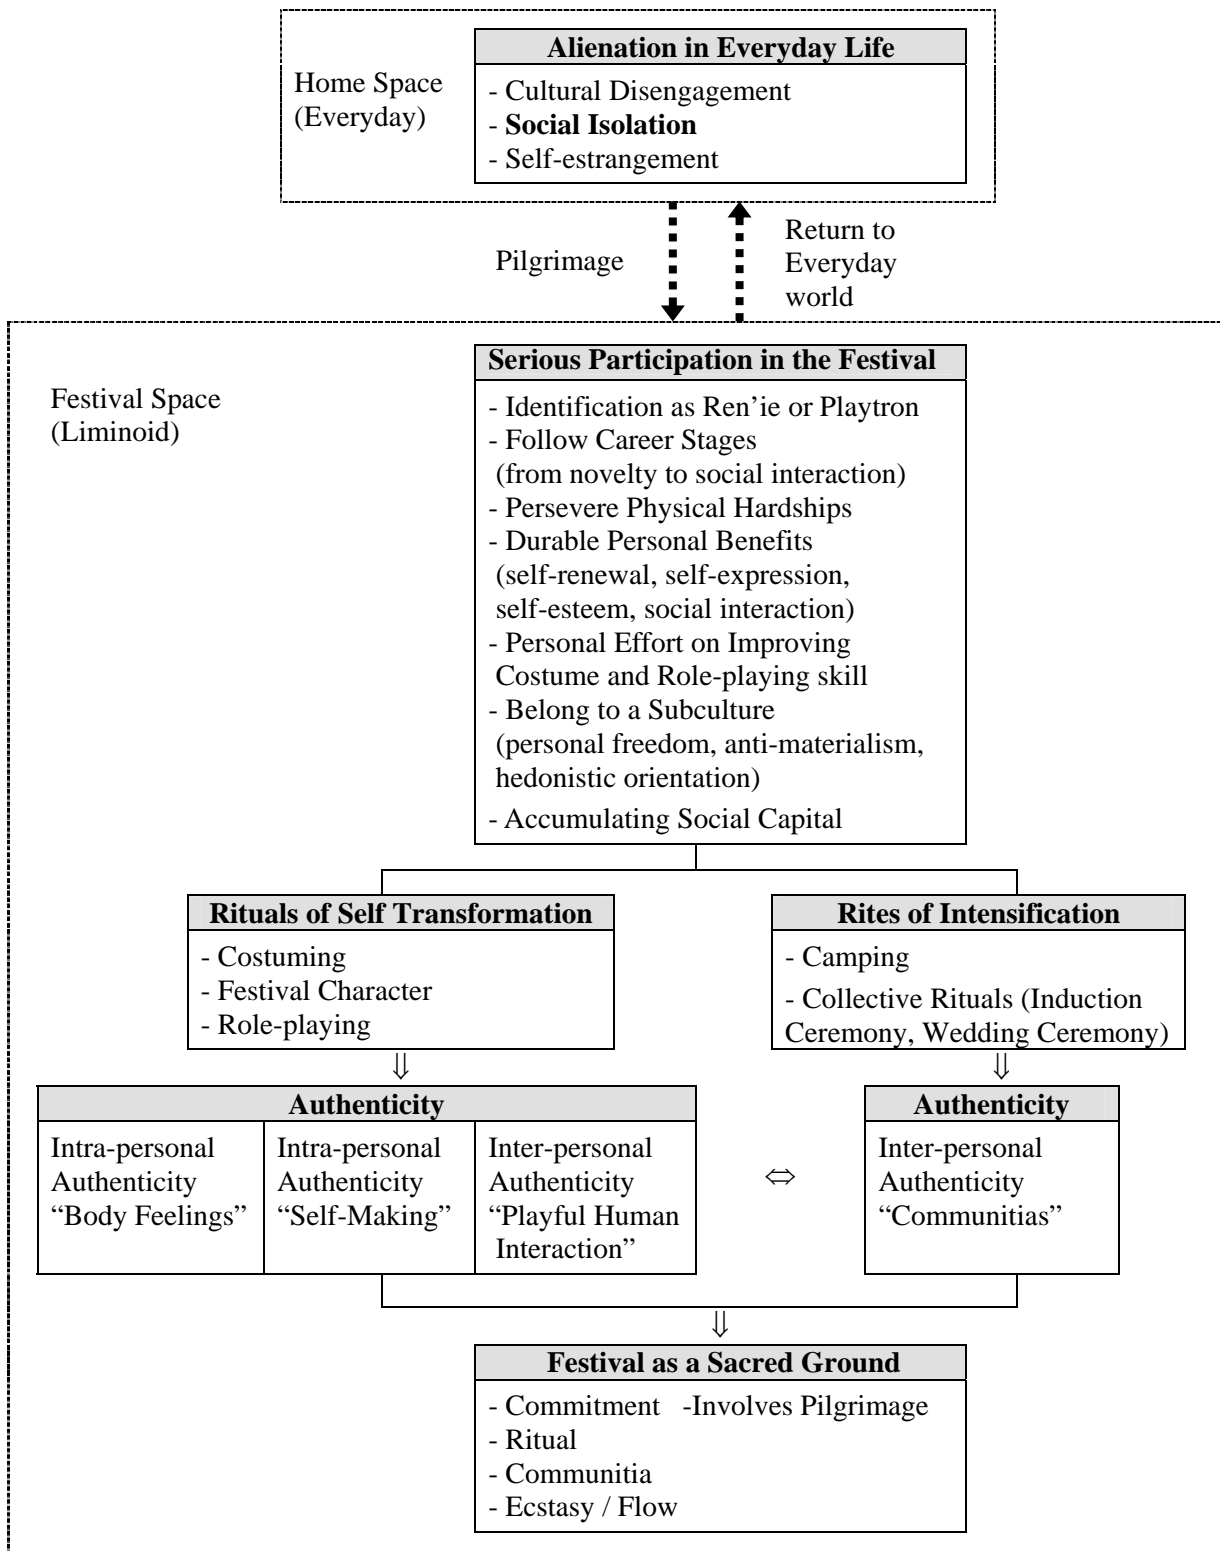 Alienation in Everyday Life
Home Space
(Everyday)
- Cultural Disengagement
- Social Isolation
- Self-estrangement
Pilgrimage
Return to
Everyday
world
Festival Space
(Liminoid)
Serious Participation in the Festival
- Identification as Ren’ie or Playtron
- Follow Career Stages
(from novelty to social interaction)
- Persevere Physical Hardships
- Durable Personal Benefits
(self-renewal, self-expression,
self-esteem, social interaction)
- Personal Effort on Improving
Costume and Role-playing skill
- Belong to a Subculture
(personal freedom, anti-materialism,
hedonistic orientation)
- Accumulating Social Capital
Rituals of Self Transformation
- Costuming
- Festival Character
- Role-playing
Rites of Intensification
- Camping
- Collective Rituals (Induction
Ceremony, Wedding Ceremony)
Authenticity
Intra-personal
Authenticity
“Body Feelings”
Intra-personal
Authenticity
“Self-Making”
Inter-personal
Authenticity
“Playful Human
Interaction”
Authenticity
Inter-personal
Authenticity
“Communitias”
Festival as a Sacred Ground
- Commitment -Involves Pilgrimage
- Ritual
- Communitia
- Ecstasy / Flow